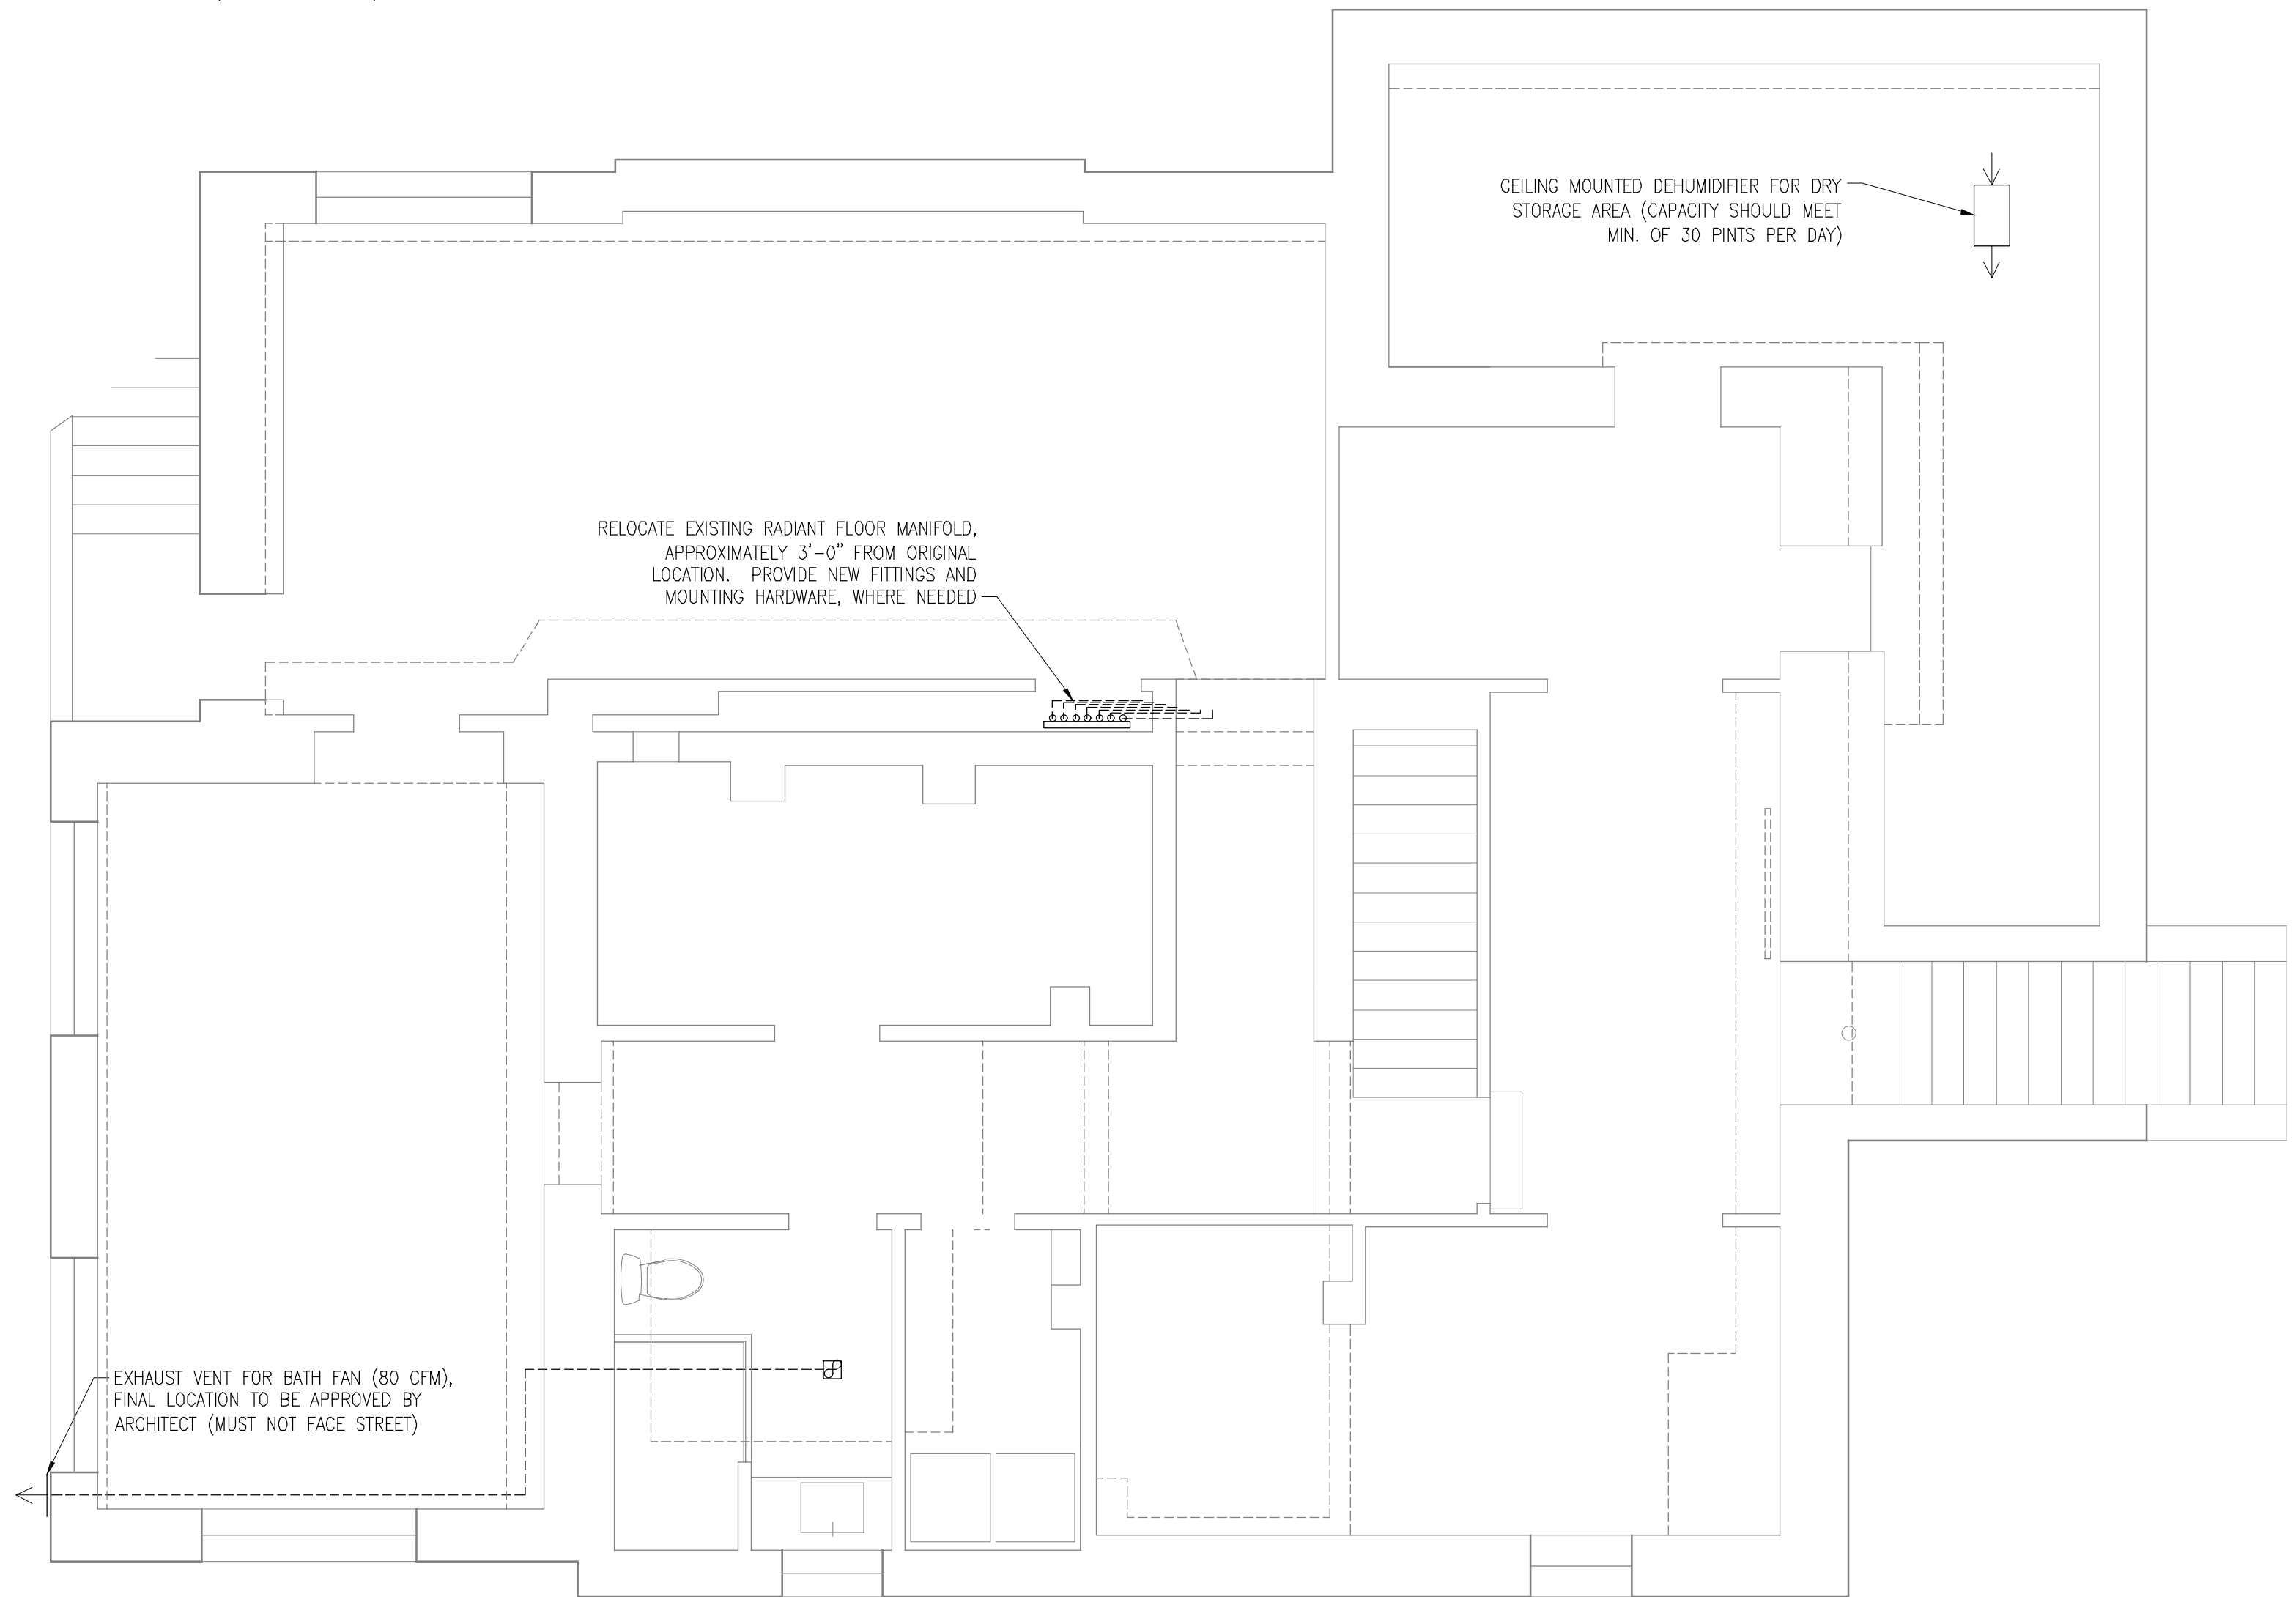 CEILING MOUNTED DEHUMIDIFIER FOR DRY
STORAGE AREA (CAPACITY SHOULD MEET
MIN. OF 30 PINTS PER DAY)
RELOCATE EXISTING RADIANT FLOOR MANIFOLD,
APPROXIMATELY 3'-0" FROM ORIGINAL
LOCATION. PROVIDE NEW FITTINGS AND
MOUNTING HARDWARE, WHERE NEEDED
EXHAUST VENT FOR BATH FAN (80 CFM),
FINAL LOCATION TO BE APPROVED BY
ARCHITECT (MUST NOT FACE STREET)